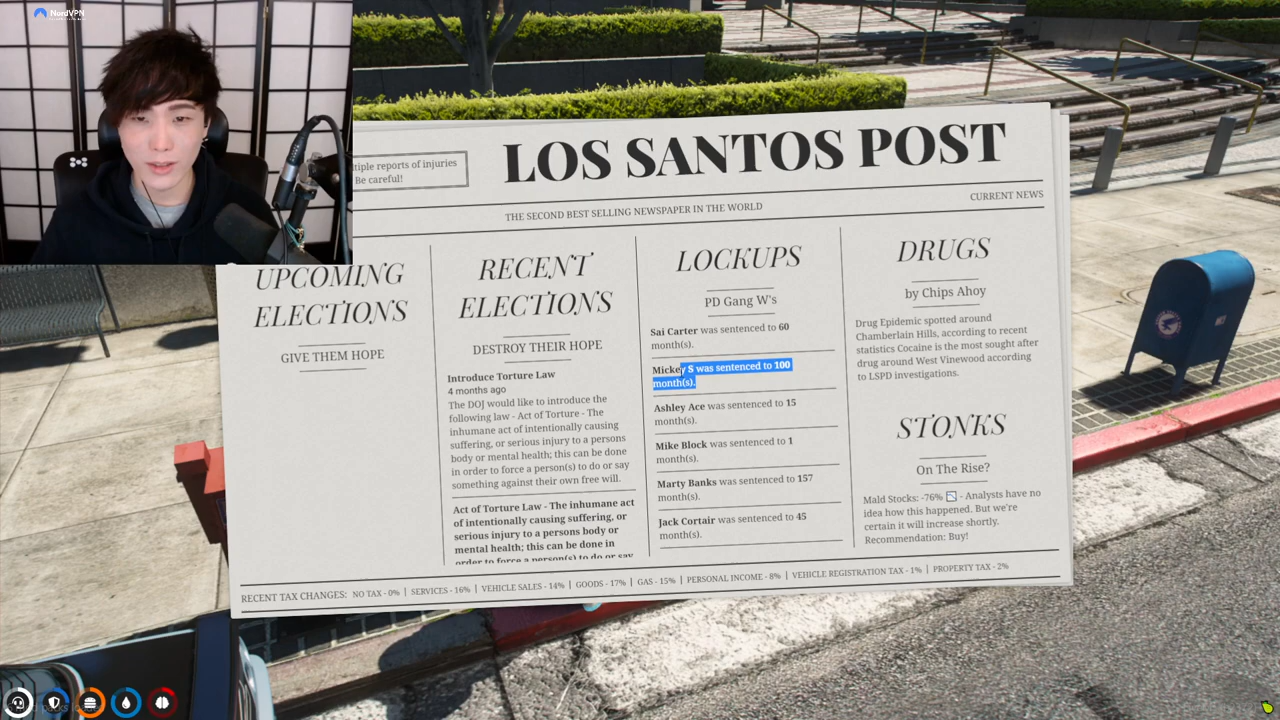 NordVPN
ltiple reports of injuries
Be careful!
LOS SANTOS POST
THE SECOND BEST SELLING NEWSPAPER IN THE WORLD
CURRENT NEWS
UPCOMING
ELECTIONS
GIVE THEM HOPE
RECENT
ELECTIONS
DESTROY THEIR HOPE
Introduce Torture Law
4 months ago
The DOJ would like to introduce the
following law - Act of Torture - The
inhumane act of intentionally causing
suffering, or serious injury to a persons
body or mental health; this can be done
in order to force a person(s) to do or say
something against their own free will.
Act of Torture Law - The inhumane act
of intentionally causing suffering, or
serious injury to a persons body or
mental health; this can be done in
order to force a person(s) to do or say
LOCKUPS
PD Gang W's
Sai Carter was sentenced to 60
month(s).
Mickey S was sentenced to 100
month(s).
Ashley Ace was sentenced to 15
month(s).
Mike Block was sentenced to 1
month(s).
Marty Banks was sentenced to 157
month(s).
Jack Cortair was sentenced to 45
month(s).
DRUGS
by Chips Ahoy
Drug Epidemic spotted around
Chamberlain Hills, according to recent
statistics Cocaine is the most sought after
drug around West Vinewood according
to LSPD investigations.
STONKS
On The Rise?
Mald Stocks: -76% 📉 - Analysts have no
idea how this happened. But we're
certain it will increase shortly.
Recommendation: Buy!
RECENT TAX CHANGES: NO TAX - 0% | SERVICES - 16% | VEHICLE SALES - 14% | GOODS - 17% | GAS - 15% | PERSONAL INCOME - 8% | VEHICLE REGISTRATION TAX - 1% | PROPERTY TAX - 2%